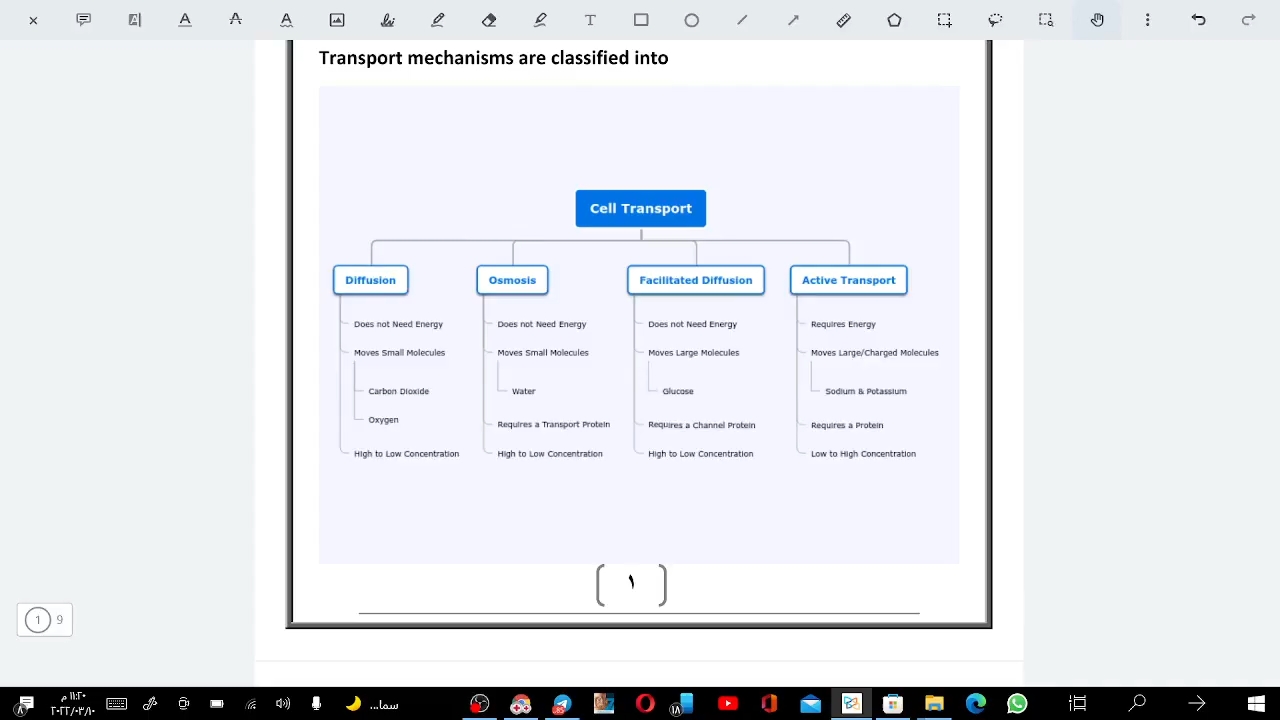 Transport mechanisms are classified into
Cell Transport
Diffusion
Does not Need Energy
Moves Small Molecules
Carbon Dioxide
Oxygen
High to Low Concentration
Osmosis
Does not Need Energy
Moves Small Molecules
Water
Requires a Transport Protein
High to Low Concentration
Facilitated Diffusion
Does not Need Energy
Moves Large Molecules
Glucose
Requires a Channel Protein
High to Low Concentration
Active Transport
Requires Energy
Moves Large/Charged Molecules
Sodium & Potassium
Requires a Protein
Low to High Concentration
١
1 9